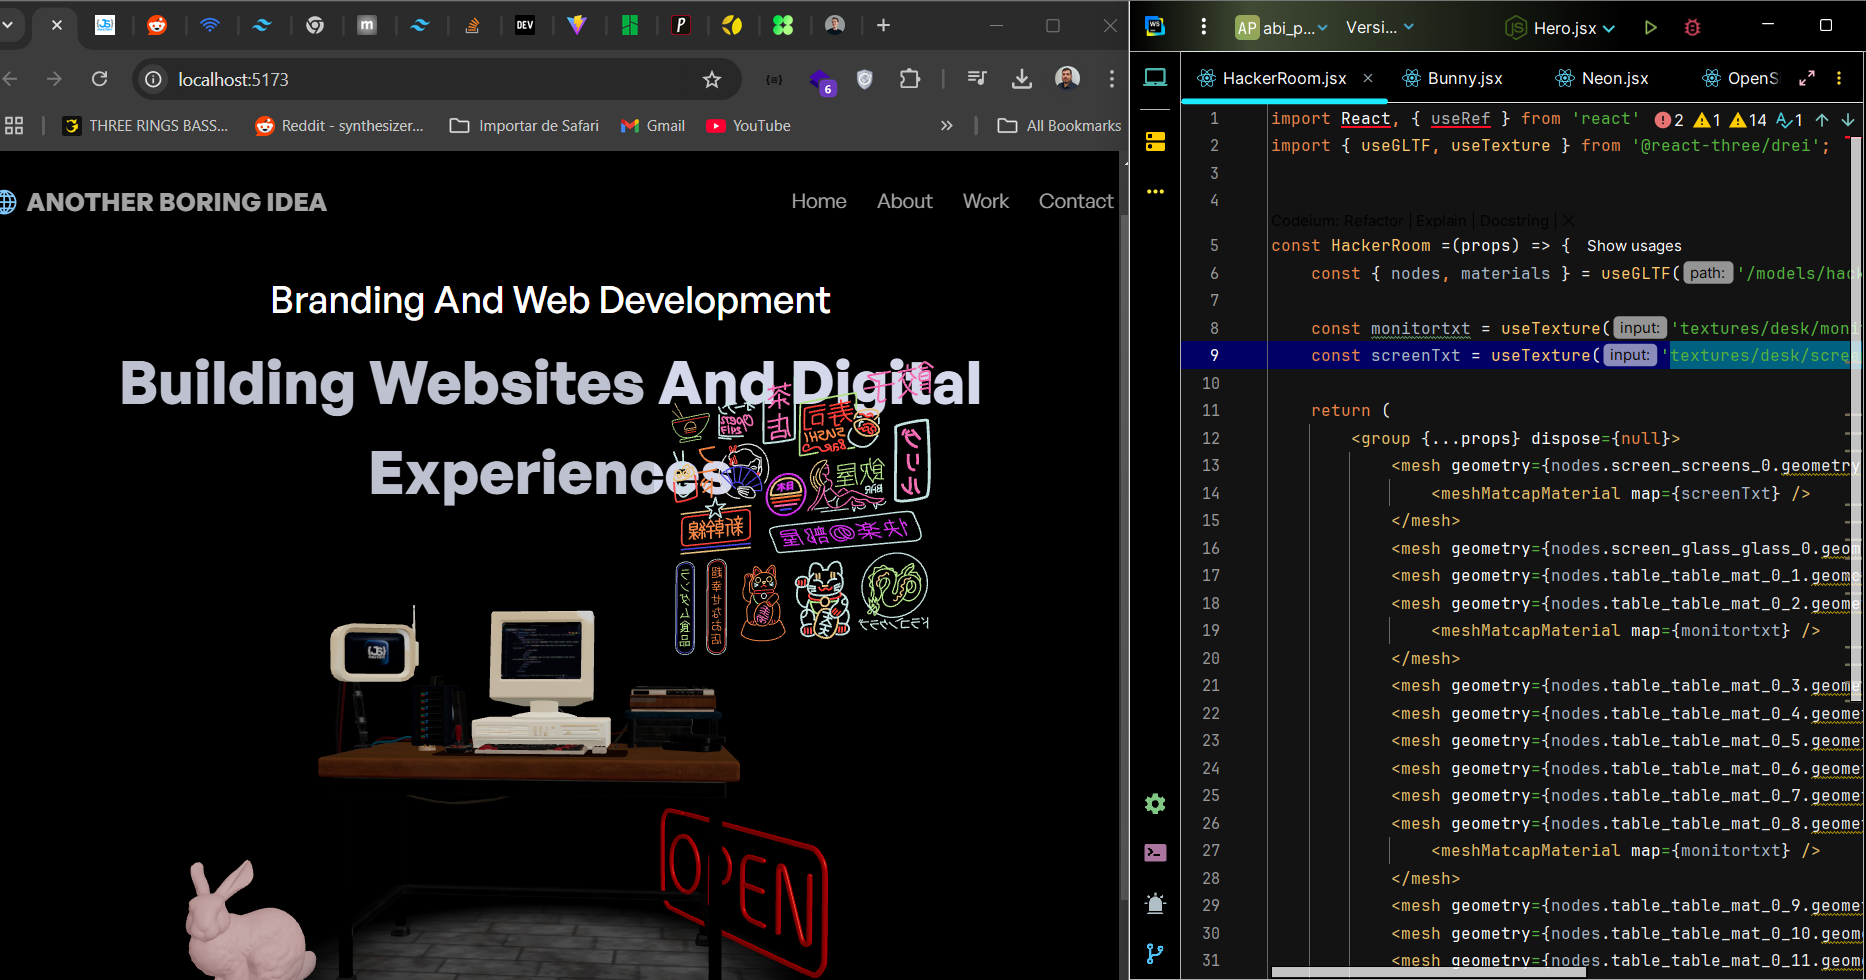 DEV
localhost:5173
6
THREE RINGS BASS...
Reddit - synthesizer...
Importar de Safari
Gmail
YouTube
»
All Bookmarks
ANOTHER BORING IDEA
Home
About
Work
Contact
Branding And Web Development
Building Websites And Digital
Experiences
OPEN
WS
AP abi_p...
Versi...
Hero.jsx
HackerRoom.jsx
Bunny.jsx
Neon.jsx
OpenSi
2 1 14 1
1 import React, { useRef } from 'react'
2 import { useGLTF, useTexture } from '@react-three/drei';
3
4
Codeium: Refactor | Explain | Docstring | X
5 const HackerRoom =(props) => { Show usages
6 const { nodes, materials } = useGLTF( path: '/models/hack
7
8 const monitortxt = useTexture( input: 'textures/desk/moni
9 const screenTxt = useTexture( input: 'textures/desk/scree
10
11 return (
12 <group {...props} dispose={null}>
13 <mesh geometry={nodes.screen_screens_0.geometry
14 <meshMatcapMaterial map={screenTxt} />
15 </mesh>
16 <mesh geometry={nodes.screen_glass_glass_0.geom
17 <mesh geometry={nodes.table_table_mat_0_1.geome
18 <mesh geometry={nodes.table_table_mat_0_2.geome
19 <meshMatcapMaterial map={monitortxt} />
20 </mesh>
21 <mesh geometry={nodes.table_table_mat_0_3.geome
22 <mesh geometry={nodes.table_table_mat_0_4.geome
23 <mesh geometry={nodes.table_table_mat_0_5.geome
24 <mesh geometry={nodes.table_table_mat_0_6.geome
25 <mesh geometry={nodes.table_table_mat_0_7.geome
26 <mesh geometry={nodes.table_table_mat_0_8.geome
27 <meshMatcapMaterial map={monitortxt} />
28 </mesh>
29 <mesh geometry={nodes.table_table_mat_0_9.geome
30 <mesh geometry={nodes.table_table_mat_0_10.geom
31 <mesh geometry={nodes.table_table_mat_0_11.geom